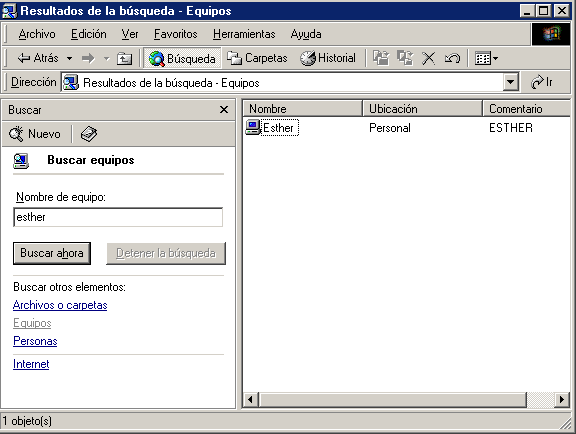 Resultados de la búsqueda - Equipos
Archivo Edición Ver Favoritos Herramientas Ayuda
Atrás Búsqueda Carpetas Historial
Dirección Resultados de la búsqueda - Equipos Ir
Buscar
Nuevo
Buscar equipos
Nombre de equipo:
esther
Buscar ahora Detener la búsqueda
Buscar otros elementos:
Archivos o carpetas
Equipos
Personas
Internet
Nombre Ubicación Comentario
Esther Personal ESTHER
1 objeto(s)